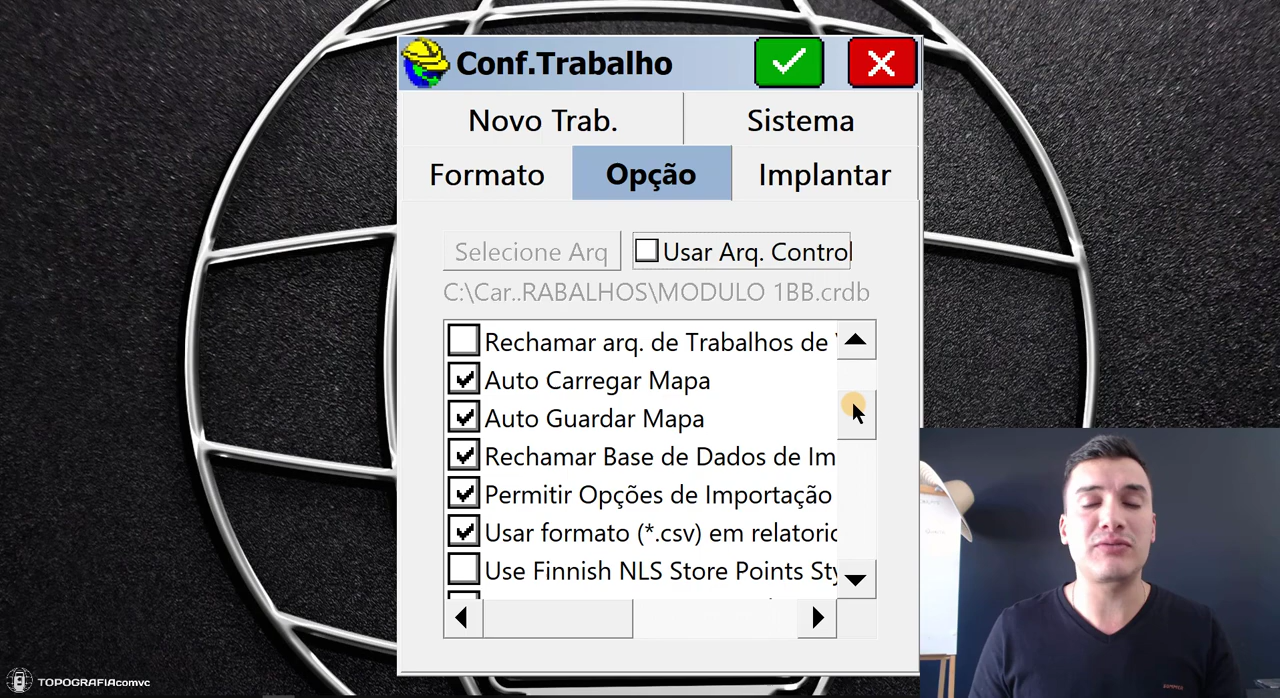 Conf.Trabalho
Novo Trab.
Sistema
Formato
Opção
Implantar
Selecione Arq
Usar Arq. Control
C:\Car..RABALHOS\MODULO 1BB.crdb
Rechamar arq. de Trabalhos de
Auto Carregar Mapa
Auto Guardar Mapa
Rechamar Base de Dados de Im
Permitir Opções de Importação
Usar formato (*.csv) em relatorio
Use Finnish NLS Store Points Sty
TOPOGRAFIAcomvc